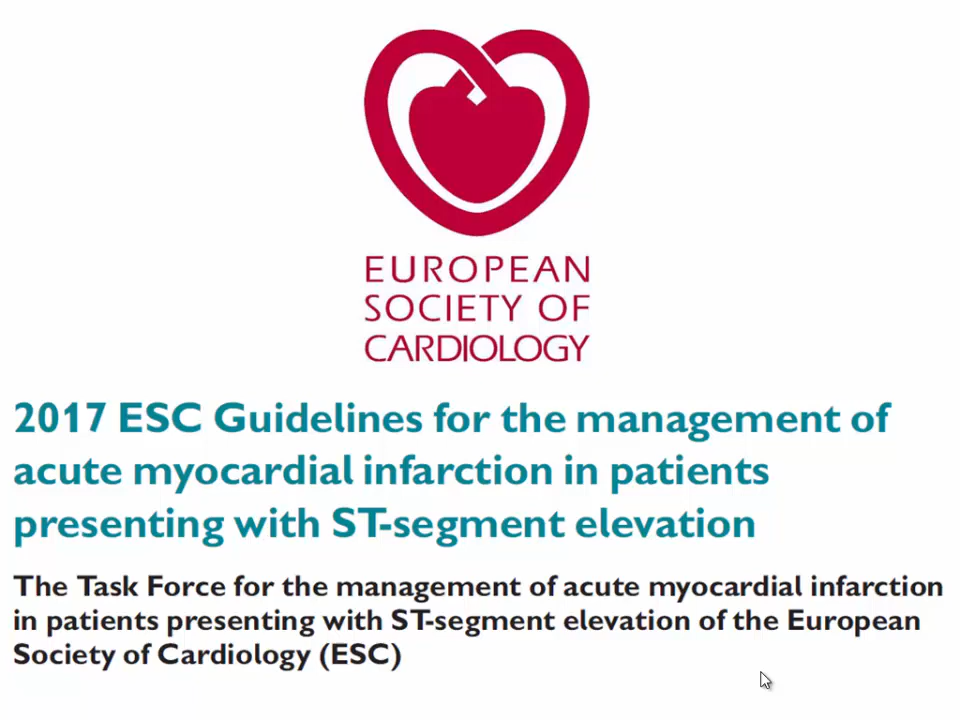 EUROPEAN
SOCIETY OF
CARDIOLOGY
2017 ESC Guidelines for the management of
acute myocardial infarction in patients
presenting with ST-segment elevation
The Task Force for the management of acute myocardial infarction
in patients presenting with ST-segment elevation of the European
Society of Cardiology (ESC)